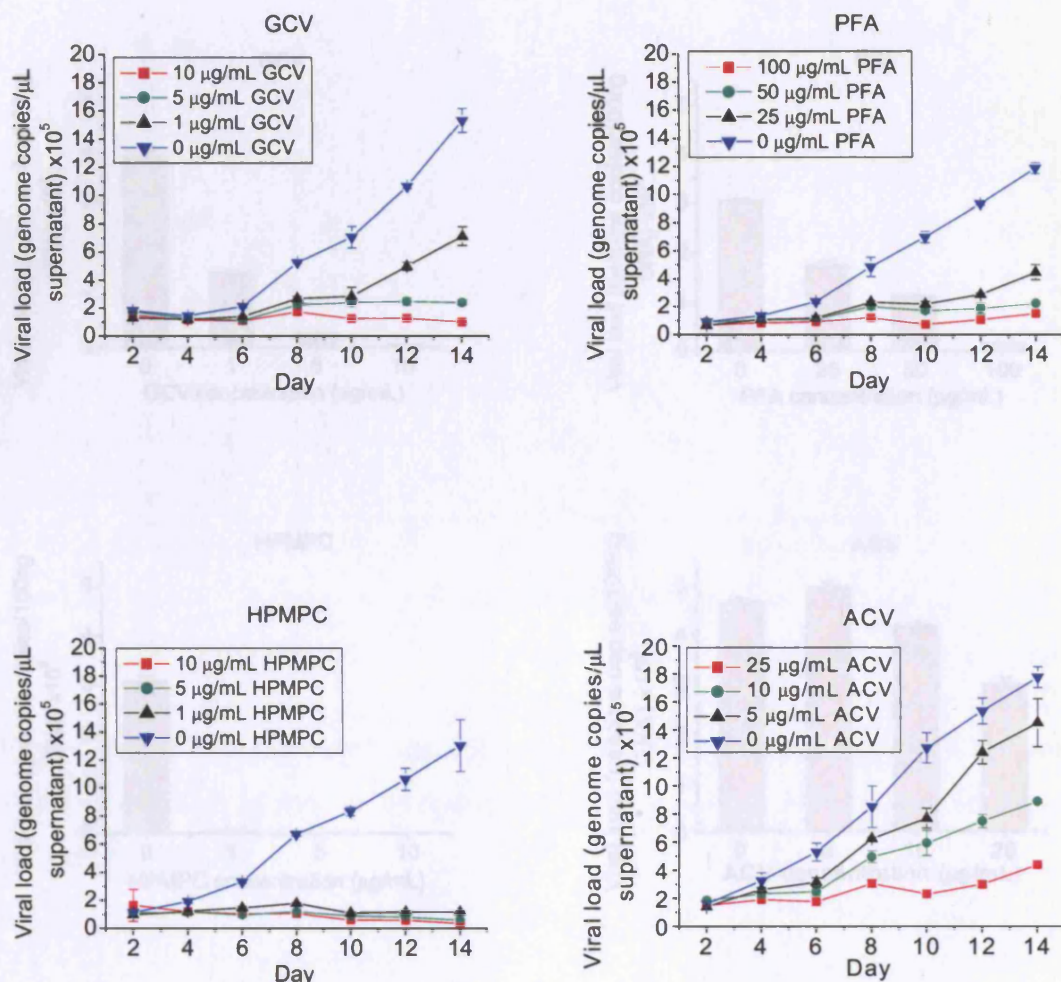 GCV
Viral load (genome copies/μL
supernatant) x10⁵
20
18
16
14
12
10
8
6
4
2
0
10 μg/mL GCV
5 μg/mL GCV
1 μg/mL GCV
0 μg/mL GCV
2 4 6 8 10 12 14
Day
PFA
Viral load (genome copies/μL
supernatant) x10⁵
20
18
16
14
12
10
8
6
4
2
0
100 μg/mL PFA
50 μg/mL PFA
25 μg/mL PFA
0 μg/mL PFA
2 4 6 8 10 12 14
Day
HPMPC
Viral load (genome copies/μL
supernatant) x10⁵
20
18
16
14
12
10
8
6
4
2
0
10 μg/mL HPMPC
5 μg/mL HPMPC
1 μg/mL HPMPC
0 μg/mL HPMPC
2 4 6 8 10 12 14
Day
ACV
Viral load (genome copies/μL
supernatant) x10⁵
20
18
16
14
12
10
8
6
4
2
0
25 μg/mL ACV
10 μg/mL ACV
5 μg/mL ACV
0 μg/mL ACV
2 4 6 8 10 12 14
Day